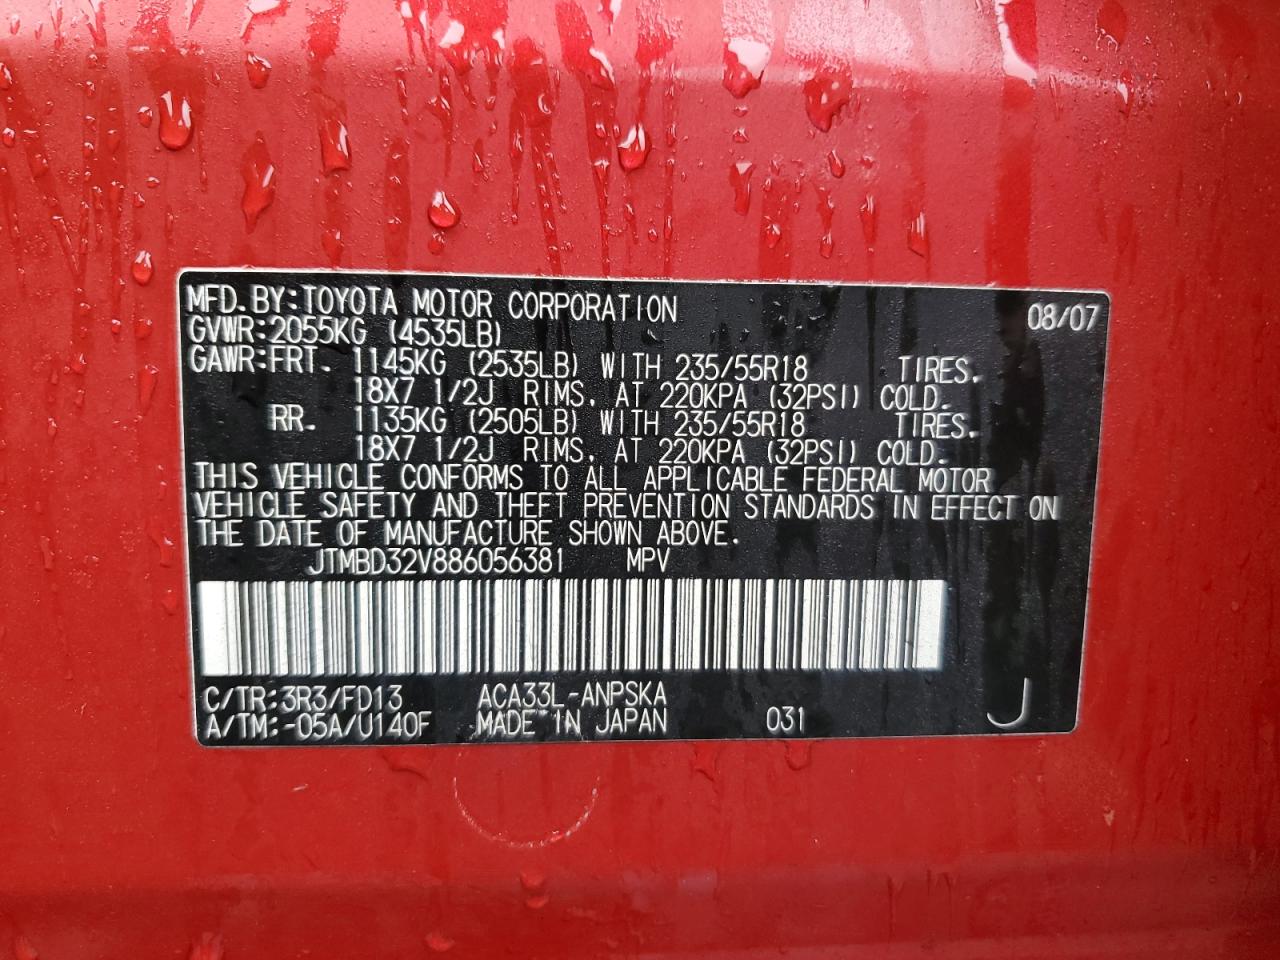 MFD.BY:TOYOTA MOTOR CORPORATION 08/07
GVWR:2055KG (4535LB)
GAWR:FRT. 1145KG (2535LB) WITH 235/55R18 TIRES.
18X7 1/2J RIMS, AT 220KPA (32PSI) COLD.
RR. 1135KG (2505LB) WITH 235/55R18 TIRES.
18X7 1/2J RIMS, AT 220KPA (32PSI) COLD.
THIS VEHICLE CONFORMS TO ALL APPLICABLE FEDERAL MOTOR
VEHICLE SAFETY AND THEFT PREVENTION STANDARDS IN EFFECT ON
THE DATE OF MANUFACTURE SHOWN ABOVE.
JTMBD32V886056381 MPV
C/TR:3R3/FD13 ACA33L-ANPSKA
A/TM:-05A/U140F MADE IN JAPAN 031 J